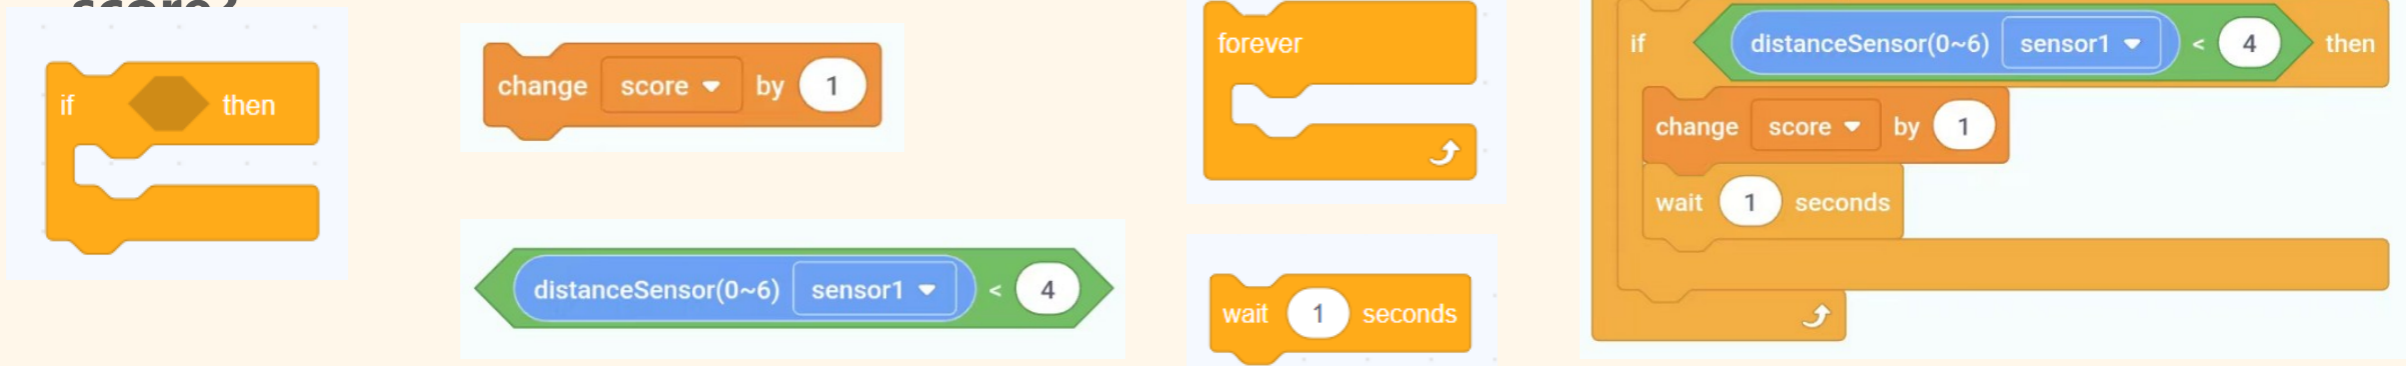 score?
if then
change score by 1
distanceSensor(0~6) sensor1 < 4
forever
wait 1 seconds
if distanceSensor(0~6) sensor1 < 4 then
change score by 1
wait 1 seconds